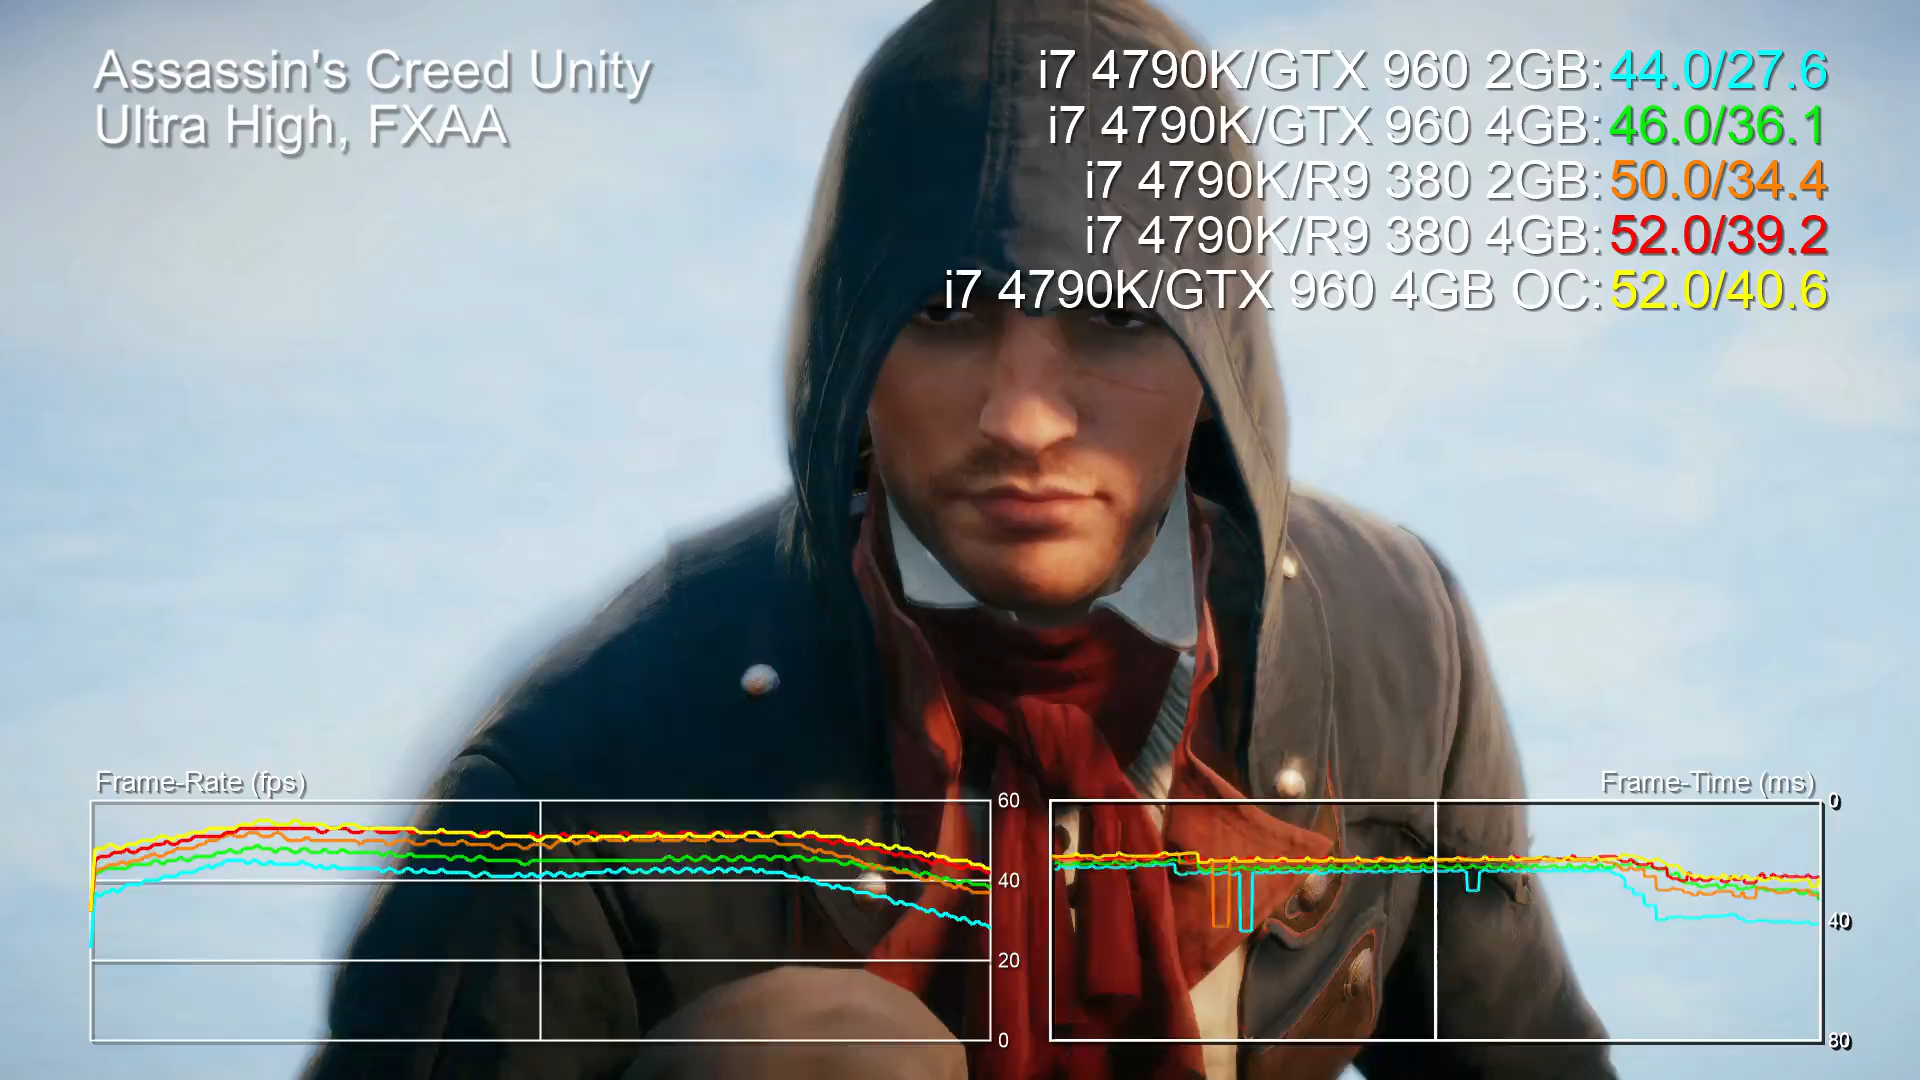 Assassin's Creed Unity
Ultra High, FXAA
i7 4790K/GTX 960 2GB: 44.0/27.6
i7 4790K/GTX 960 4GB: 46.0/36.1
i7 4790K/R9 380 2GB: 50.0/34.4
i7 4790K/R9 380 4GB: 52.0/39.2
i7 4790K/GTX 960 4GB OC: 52.0/40.6
Frame-Rate (fps)
60
40
20
0
Frame-Time (ms)
0
40
80